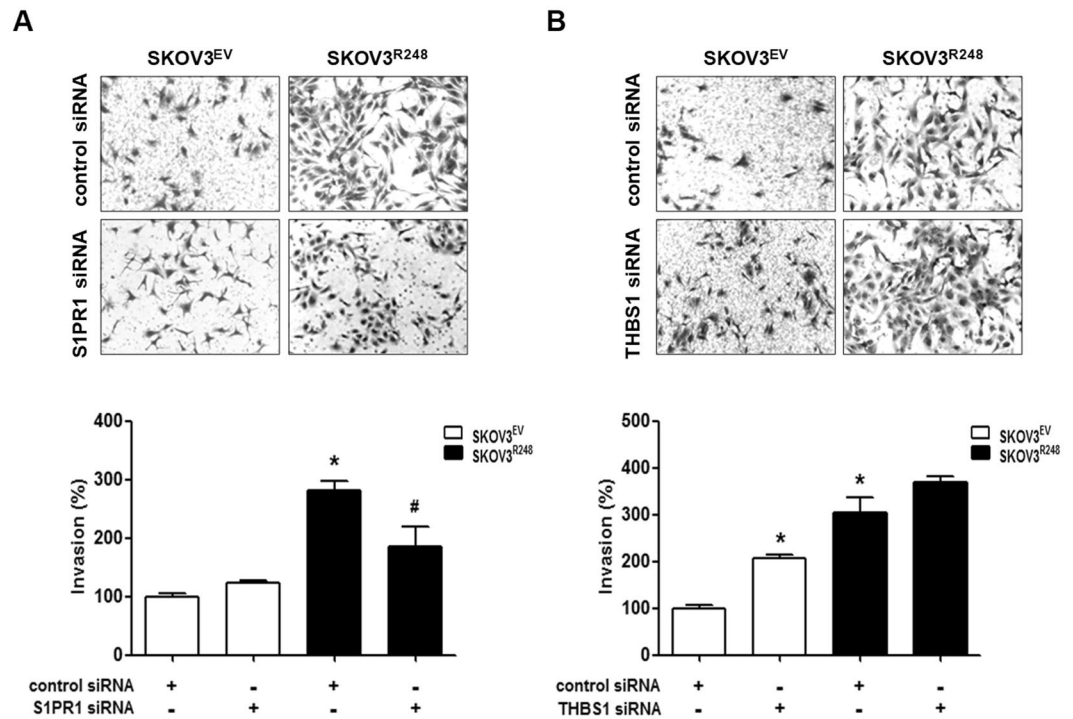 A
SKOV3EV SKOV3R248
control siRNA
S1PR1 siRNA
400
300
200
100
0
Invasion (%)
SKOV3EV
SKOV3R248
*
#
control siRNA + - + -
S1PR1 siRNA - + - +
B
SKOV3EV SKOV3R248
control siRNA
THBS1 siRNA
500
400
300
200
100
0
Invasion (%)
SKOV3EV
SKOV3R248
*
*
control siRNA + - + -
THBS1 siRNA - + - +